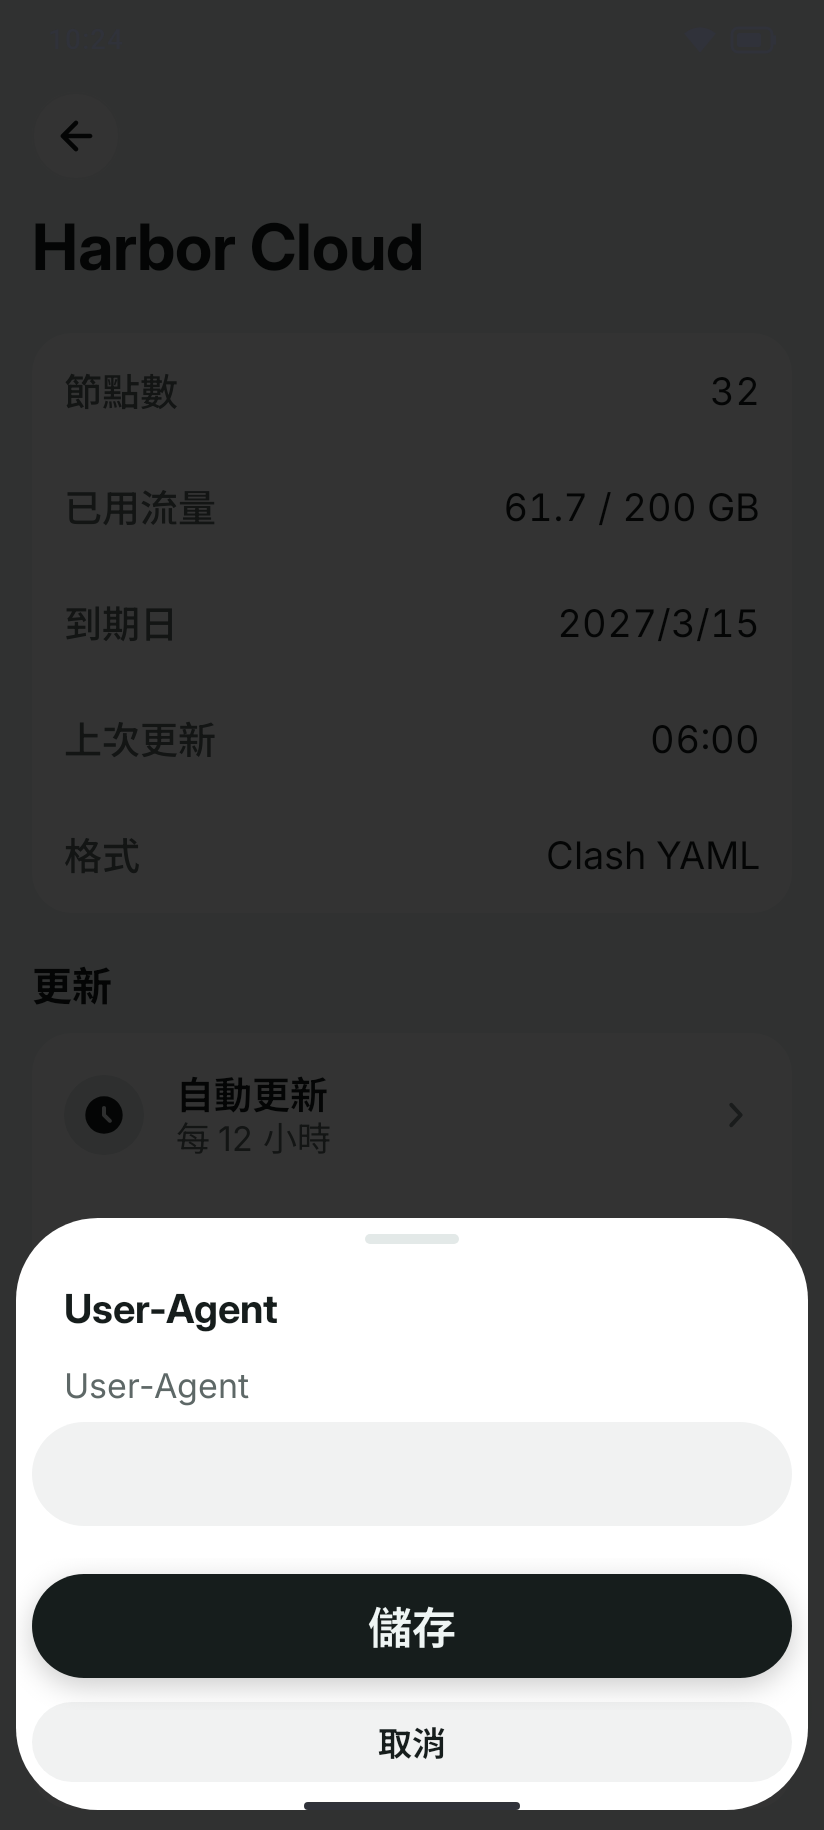 Harbor Cloud
節點數 32
已用流量 61.7 / 200 GB
到期日 2027/3/15
上次更新 06:00
格式 Clash YAML
更新
自動更新
每 12 小時
User-Agent
User-Agent
儲存
取消